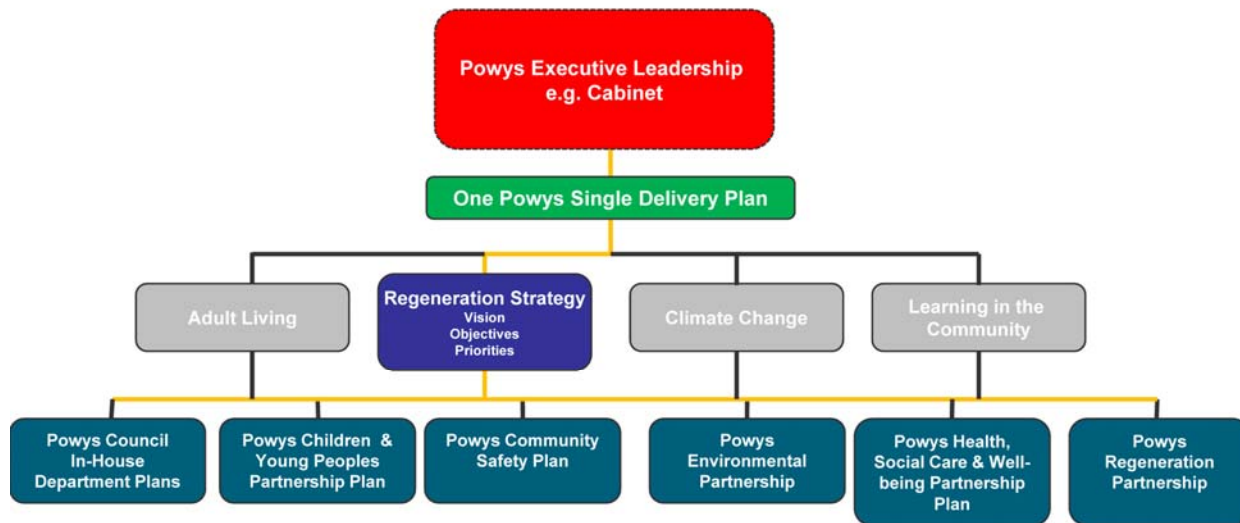 Powys Executive Leadership
e.g. Cabinet
One Powys Single Delivery Plan
Adult Living
Regeneration Strategy
Vision
Objectives
Priorities
Climate Change
Learning in the
Community
Powys Council
In-House
Department Plans
Powys Children &
Young Peoples
Partnership Plan
Powys Community
Safety Plan
Powys
Environmental
Partnership
Powys Health,
Social Care & Well-
being Partnership
Plan
Powys
Regeneration
Partnership